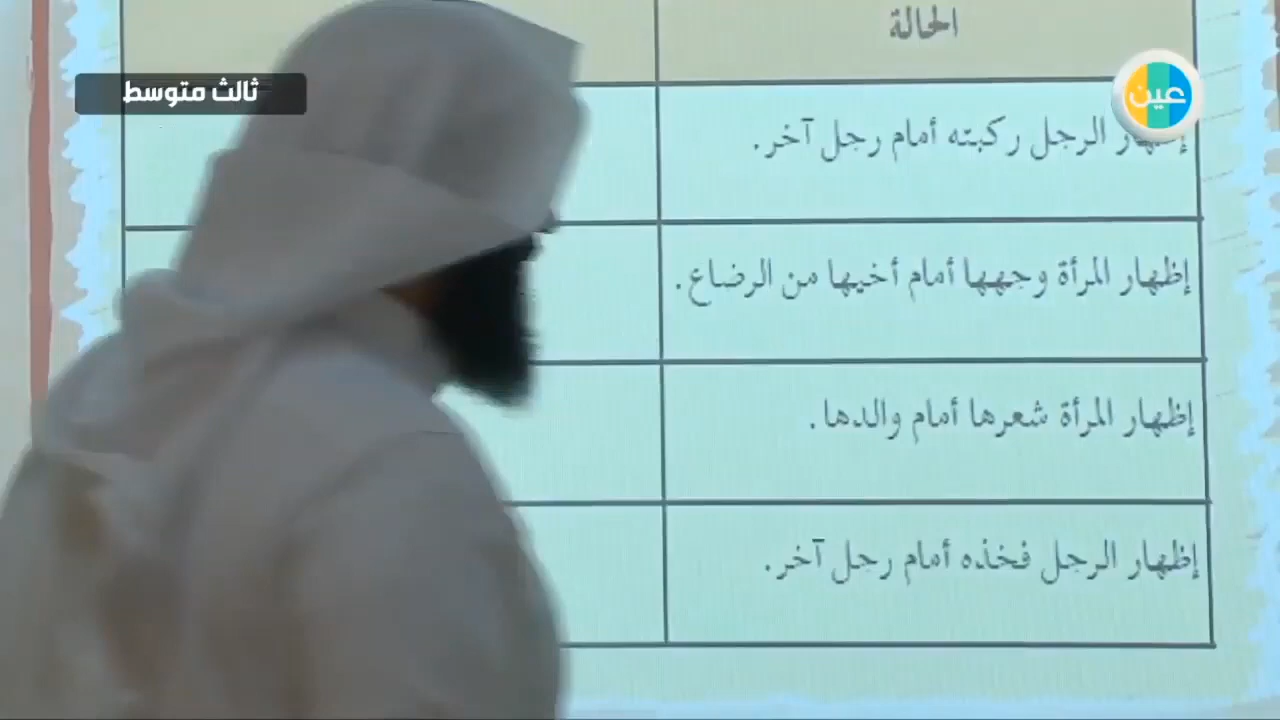 الحالة
ثالث متوسط
عين
إظهار الرجل ركبته أمام رجل آخر.
إظهار المرأة وجهها أمام أخيها من الرضاع.
إظهار المرأة شعرها أمام والدها.
إظهار الرجل فخذه أمام رجل آخر.